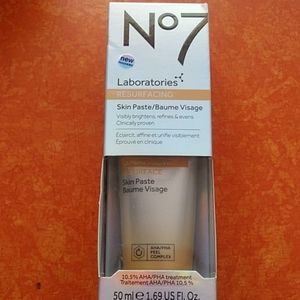 No7
new
Laboratories
RESURFACING
Skin Paste/Baume Visage
Visibly brightens, refines & evens
Clinically proven
Éclaircit, affine et unifie visiblement
Éprouvée en clinique
RESURFACE
Skin Paste
Baume Visage
AHA/PHA
PEEL
COMPLEX
10.5% AHA/PHA treatment
Traitement AHA/PHA 10,5 %
50 ml e 1.69 US Fl. Oz.